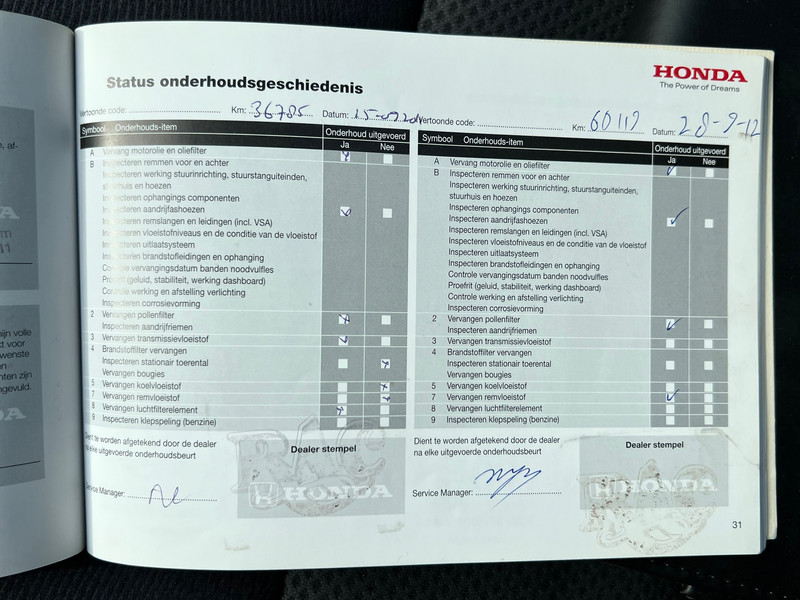 HONDA
The Power of Dreams
Status onderhoudsgeschiedenis
Vertoonde code: Km: 36785 Datum:
Symbool Onderhouds-item Onderhoud uitgevoerd
Ja Nee
A Vervang motorolie en oliefilter
B Inspecteren remmen voor en achter
Inspecteren werking stuurinrichting, stuurstanguiteinden,
stuurhuis en hoezen
Inspecteren ophangings componenten
Inspecteren aandrijfashoezen
Inspecteren remslangen en leidingen (incl. VSA)
Inspecteren vloeistofniveaus en de conditie van de vloeistof
Inspecteren uitlaatsysteem
Inspecteren brandstofleidingen en ophanging
Controle vervangingsdatum banden noodvulfles
Proefrit (geluid, stabiliteit, werking dashboard)
Controle werking en afstelling verlichting
Inspecteren corrosievorming
2 Vervangen pollenfilter
Inspecteren aandrijfriemen
3 Vervangen transmissievloeistof
4 Brandstoffilter vervangen
Inspecteren stationair toerental
Vervangen bougies
5 Vervangen koelvloeistof
7 Vervangen remvloeistof
8 Vervangen luchtfilterelement
9 Inspecteren klepspeling (benzine)
Dient te worden afgetekend door de dealer
na elke uitgevoerde onderhoudsbeurt
Dealer stempel
HONDA
Service Manager:
Vertoonde code: Km: 60119 Datum: 28-9-12
Symbool Onderhouds-item Onderhoud uitgevoerd
Ja Nee
A Vervang motorolie en oliefilter
B Inspecteren remmen voor en achter
Inspecteren werking stuurinrichting, stuurstanguiteinden,
stuurhuis en hoezen
Inspecteren ophangings componenten
Inspecteren aandrijfashoezen
Inspecteren remslangen en leidingen (incl. VSA)
Inspecteren vloeistofniveaus en de conditie van de vloeistof
Inspecteren uitlaatsysteem
Inspecteren brandstofleidingen en ophanging
Controle vervangingsdatum banden noodvulfles
Proefrit (geluid, stabiliteit, werking dashboard)
Controle werking en afstelling verlichting
Inspecteren corrosievorming
2 Vervangen pollenfilter
Inspecteren aandrijfriemen
3 Vervangen transmissievloeistof
4 Brandstoffilter vervangen
Inspecteren stationair toerental
Vervangen bougies
5 Vervangen koelvloeistof
7 Vervangen remvloeistof
8 Vervangen luchtfilterelement
9 Inspecteren klepspeling (benzine)
Dient te worden afgetekend door de dealer
na elke uitgevoerde onderhoudsbeurt
Dealer stempel
HONDA
Service Manager:
31